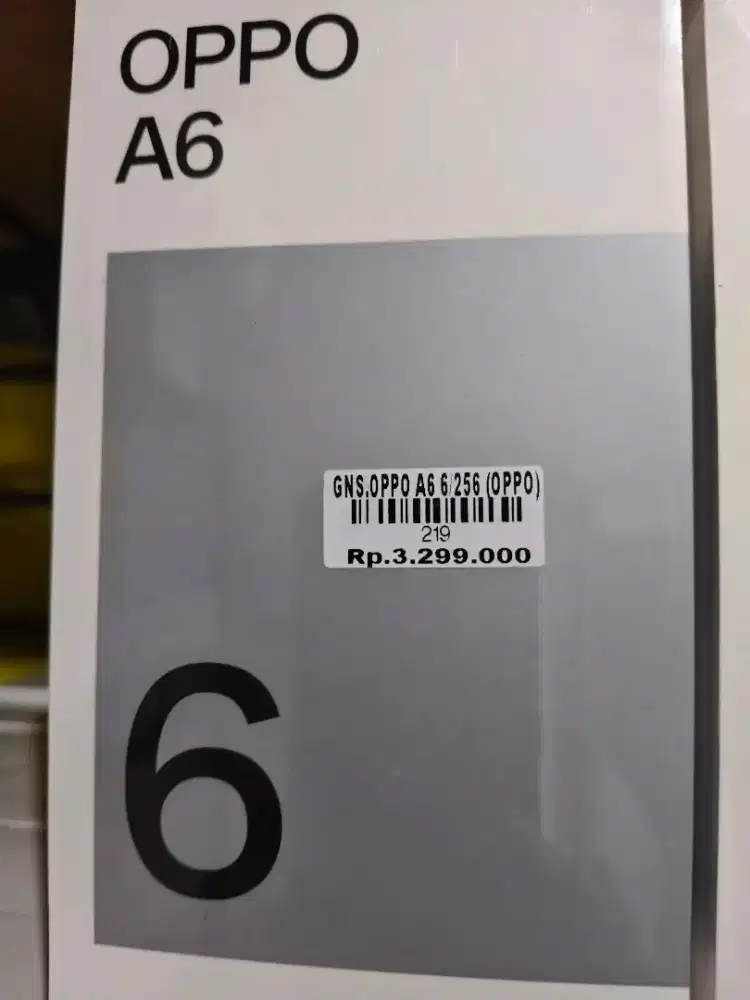 OPPO
A6
GNS.OPPO A6 6/256 (OPPO)
219
Rp.3.299.000
6